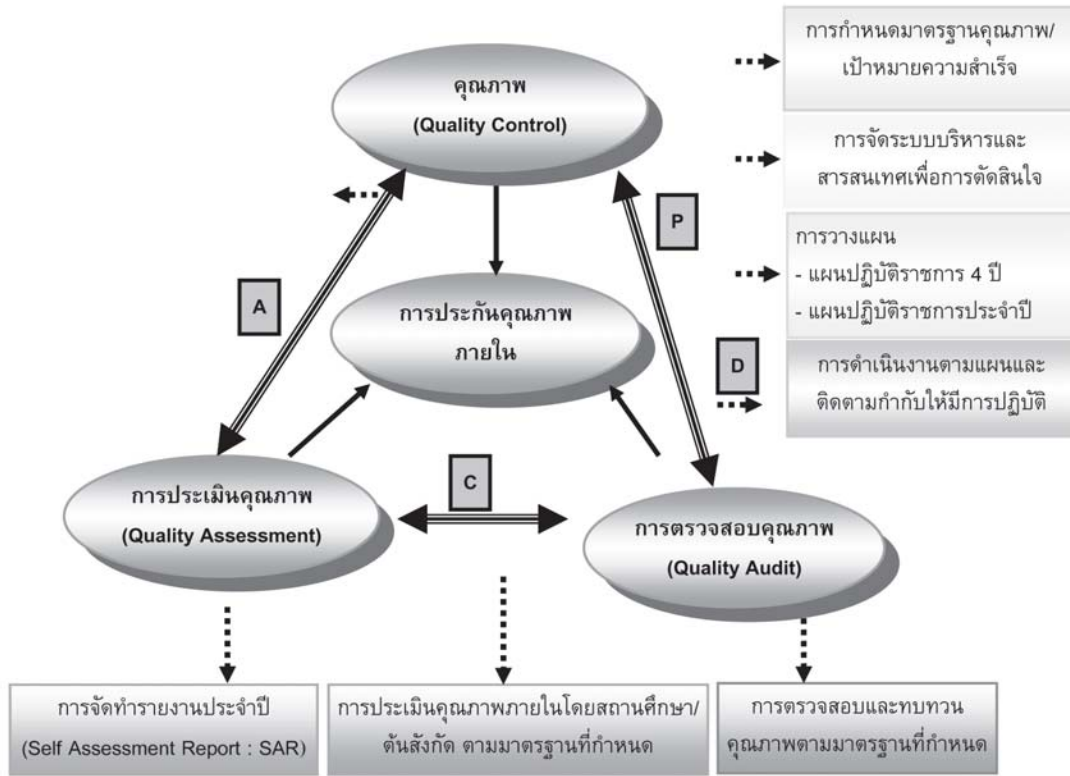 คุณภาพ
(Quality Control)
การกำหนดมาตรฐานคุณภาพ/
เป้าหมายความสำเร็จ
การจัดระบบบริหารและ
สารสนเทศเพื่อการตัดสินใจ
P
การวางแผน
- แผนปฏิบัติราชการ 4 ปี
- แผนปฏิบัติราชการประจำปี
A
การประกันคุณภาพ
ภายใน
D
การดำเนินงานตามแผนและ
ติดตามกำกับให้มีการปฏิบัติ
การประเมินคุณภาพ
(Quality Assessment)
C
การตรวจสอบคุณภาพ
(Quality Audit)
การจัดทำรายงานประจำปี
(Self Assessment Report : SAR)
การประเมินคุณภาพภายในโดยสถานศึกษา/
ต้นสังกัด ตามมาตรฐานที่กำหนด
การตรวจสอบและทบทวน
คุณภาพตามมาตรฐานที่กำหนด